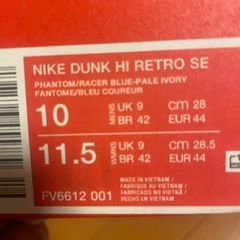 NIKE DUNK HI RETRO SE
PHANTOM/RACER BLUE-PALE IVORY
FANTOME/BLEU COUREUR
10 MENS UK 9 CM 28
BR 42 EUR 44
11.5 WMNS UK 9 CM 28.5
BR 42 EUR 44
MADE IN VIETNAM /
FABRIQUE AU VIETNAM /
FABRICADO NO VIETNÃ /
HECHO EN VIETNAM
FV6612 001